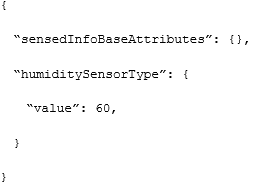 {
“sensedInfoBaseAttributes”: {},
“humiditySensorType”: {
“value”: 60,
}
}